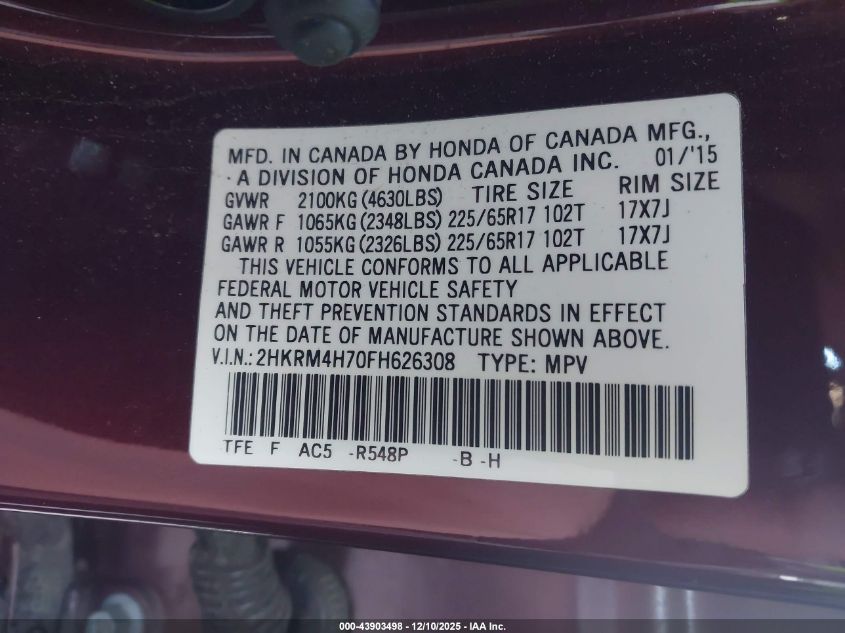 MFD. IN CANADA BY HONDA OF CANADA MFG.,
A DIVISION OF HONDA CANADA INC. 01/'15
GVWR 2100KG (4630LBS) TIRE SIZE RIM SIZE
GAWR F 1065KG (2348LBS) 225/65R17 102T 17X7J
GAWR R 1055KG (2326LBS) 225/65R17 102T 17X7J
THIS VEHICLE CONFORMS TO ALL APPLICABLE
FEDERAL MOTOR VEHICLE SAFETY
AND THEFT PREVENTION STANDARDS IN EFFECT
ON THE DATE OF MANUFACTURE SHOWN ABOVE.
V.I.N.: 2HKRM4H70FH626308 TYPE: MPV
TFE F AC5 -R548P -B -H
000-43903498 - 12/10/2025 - IAA Inc.